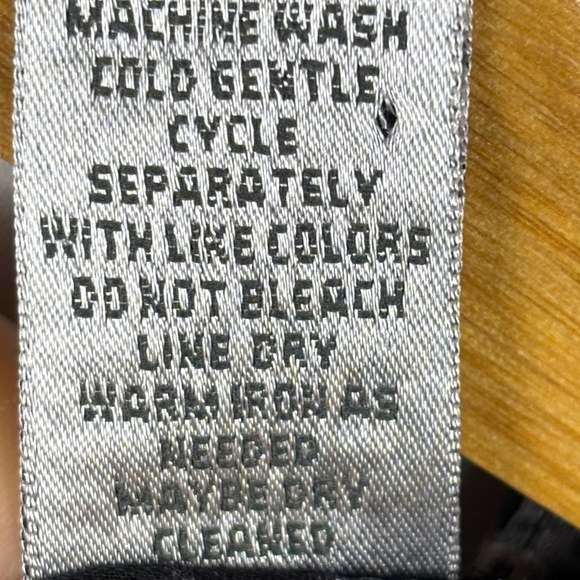 MACHINE WASH
COLD GENTLE
CYCLE
SEPARATELY
WITH LIKE COLORS
DO NOT BLEACH
LINE DRY
WARM IRON AS
NEEDED
MAYBE DRY
CLEANED